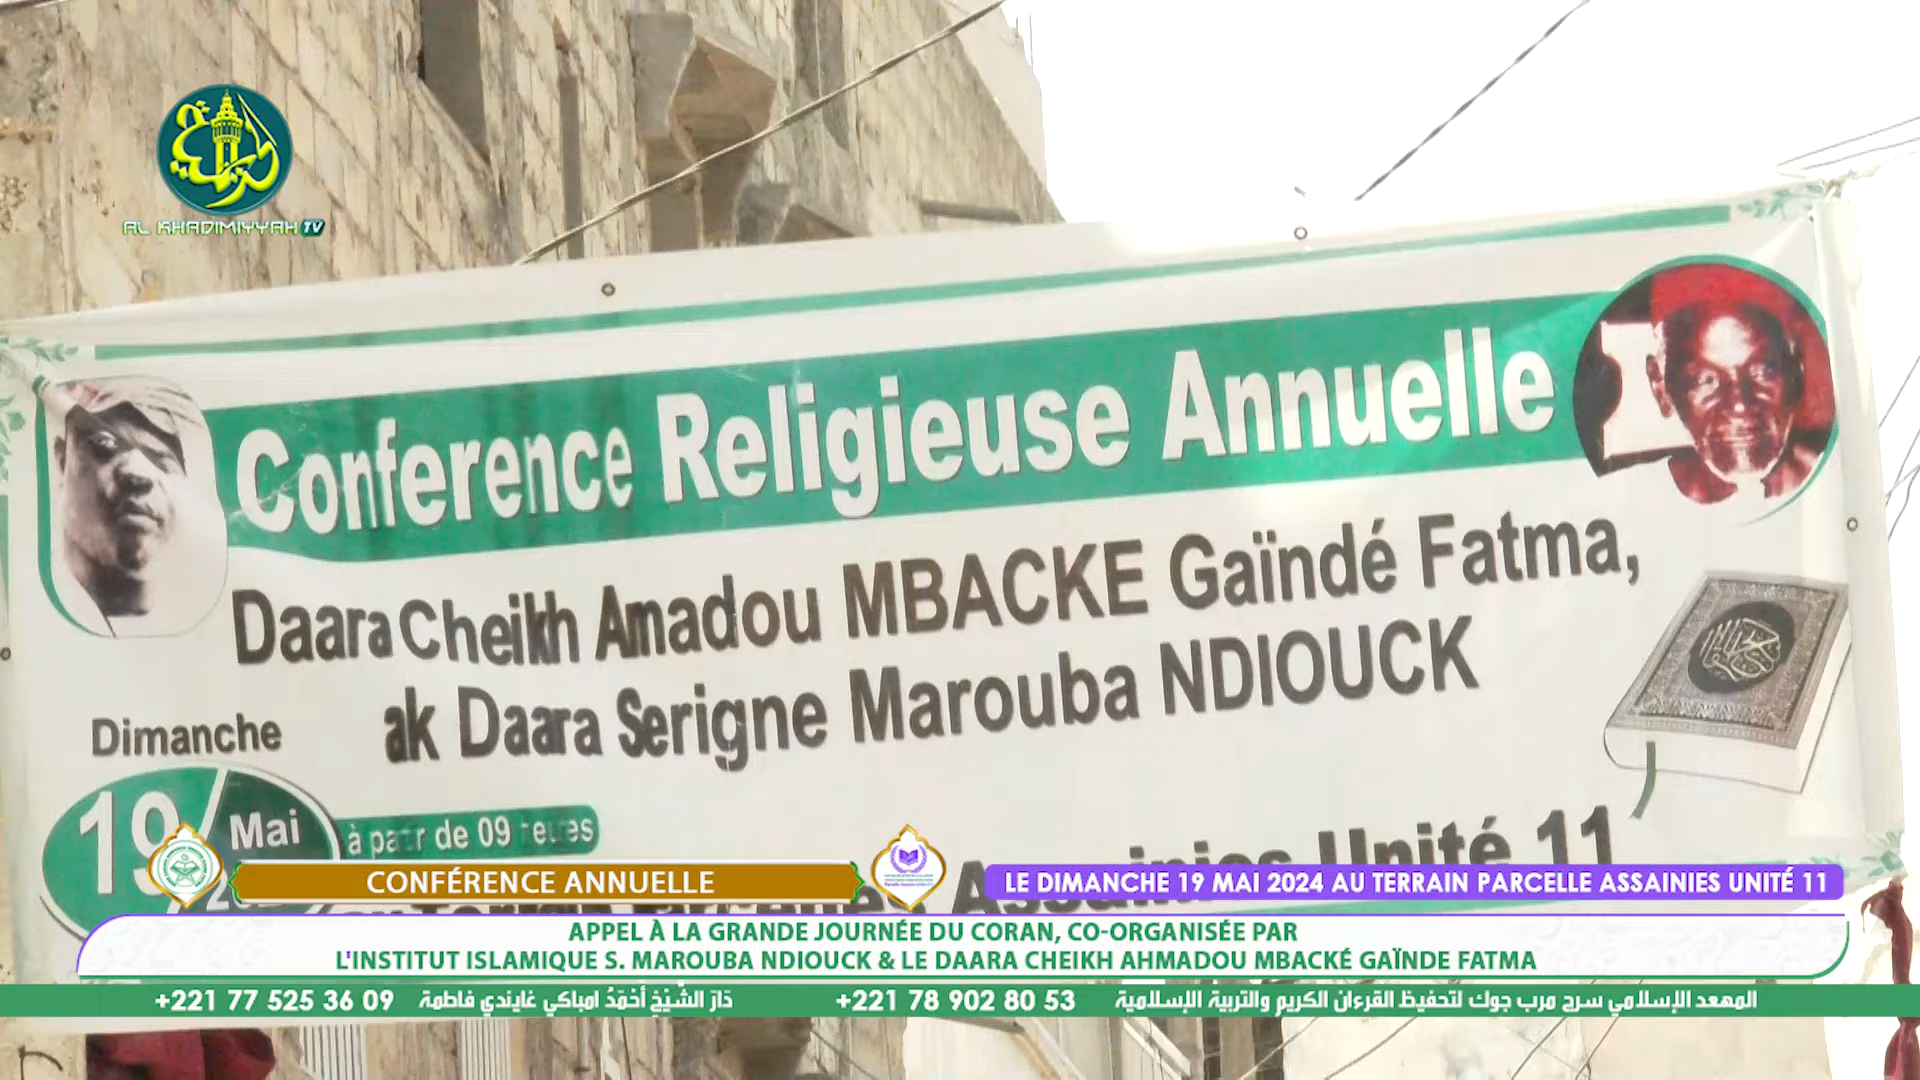 AL KHADIMIYYAH TV
Conference Religieuse Annuelle
Daara Cheikh Amadou MBACKE Gaïndé Fatma,
ak Daara Serigne Marouba NDIOUCK
Dimanche
19 Mai
de 09
Unité 11
CONFÉRENCE ANNUELLE
LE DIMANCHE 19 MAI 2024 AU TERRAIN PARCELLE ASSAINIES UNITÉ 11
APPEL À LA GRANDE JOURNÉE DU CORAN, CO-ORGANISÉE PAR
L'INSTITUT ISLAMIQUE S. MAROUBA NDIOUCK & LE DAARA CHEIKH AHMADOU MBACKÉ GAÏNDE FATMA
+221 77 525 36 09 دَارُ الشَّيْخِ أَحْمَدُ امباكي غايندي فاطمة +221 78 902 80 53 المعهد الإسلامي سرج مرب جوك لتحفيظ القرءان الكريم والتربية الإسلامية